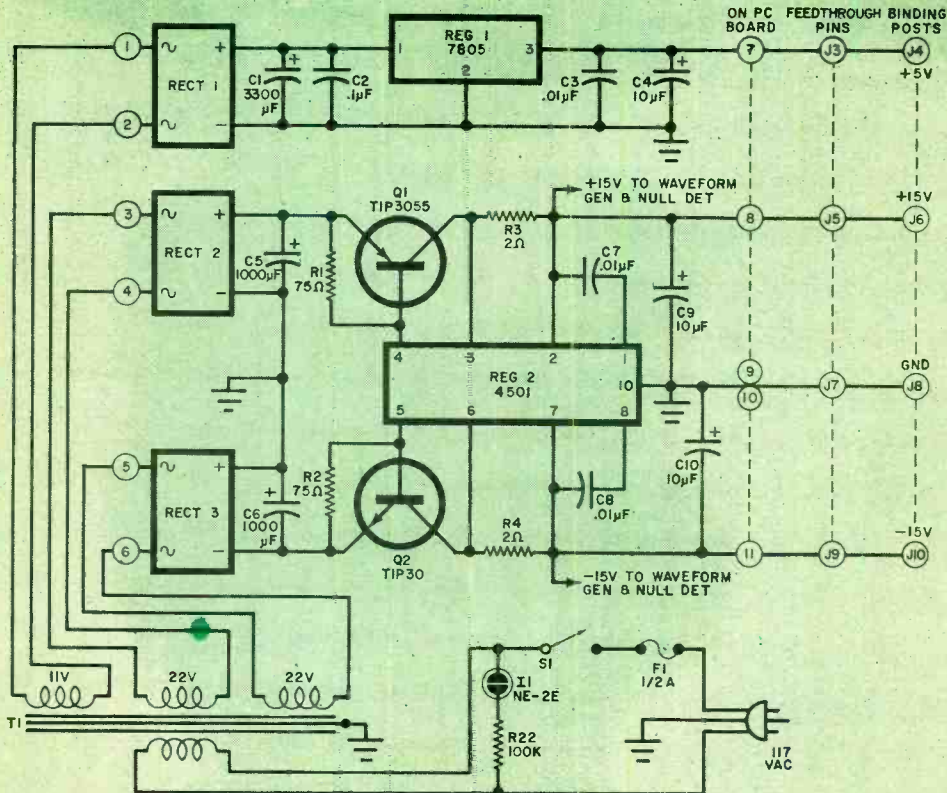 ON PC BOARD
FEEDTHROUGH PINS
BINDING POSTS
1
RECT 1
+
−
2
C1
3300
µF
+
C2
.1µF
1
REG 1
7805
3
2
C3
.01µF
C4
10µF
+
7
J3
J4
+5V
3
RECT 2
+
−
4
C5
1000µF
+
R1
75Ω
Q1
TIP3055
R3
2Ω
+15V TO WAVEFORM
GEN & NULL DET
C7
.01µF
C9
10µF
+
8
J5
+15V
J6
4
3
2
1
REG 2
4501
10
5
6
7
8
9
10
J7
GND
J8
5
RECT 3
+
−
6
C6
1000
µF
+
R2
75Ω
Q2
TIP30
R4
2Ω
C8
.01µF
C10
10µF
+
−15V TO WAVEFORM
GEN & NULL DET
11
J9
−15V
J10
11V
22V
22V
T1
S1
F1
1/2A
I1
NE-2E
R22
100K
117
VAC